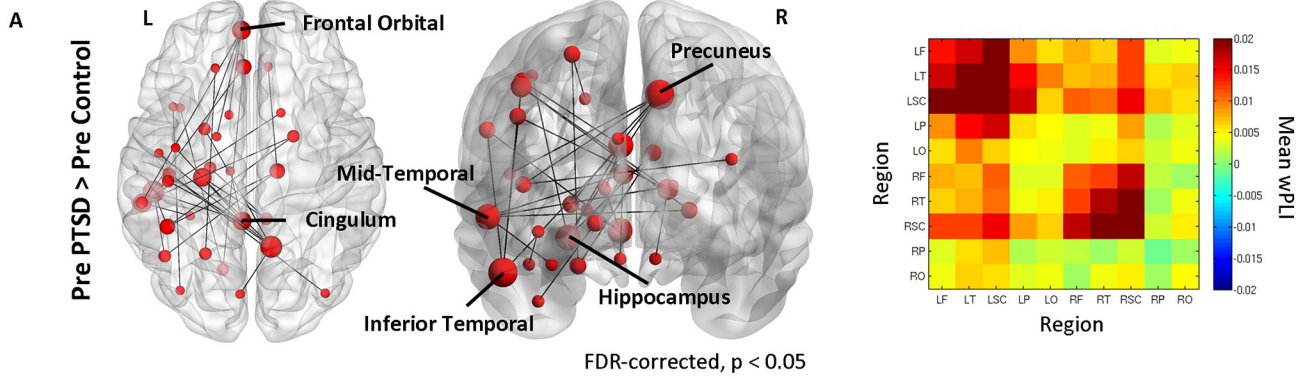 A
L
R
Pre PTSD > Pre Control
Frontal Orbital
Precuneus
Mid-Temporal
Cingulum
Hippocampus
Inferior Temporal
FDR-corrected, p < 0.05
Region
LF
LT
LSC
LP
LO
RF
RT
RSC
RP
RO
LF LT LSC LP LO RF RT RSC RP RO
Region
0.02
0.015
0.01
0.005
0
-0.005
-0.01
-0.015
-0.02
Mean wPLI